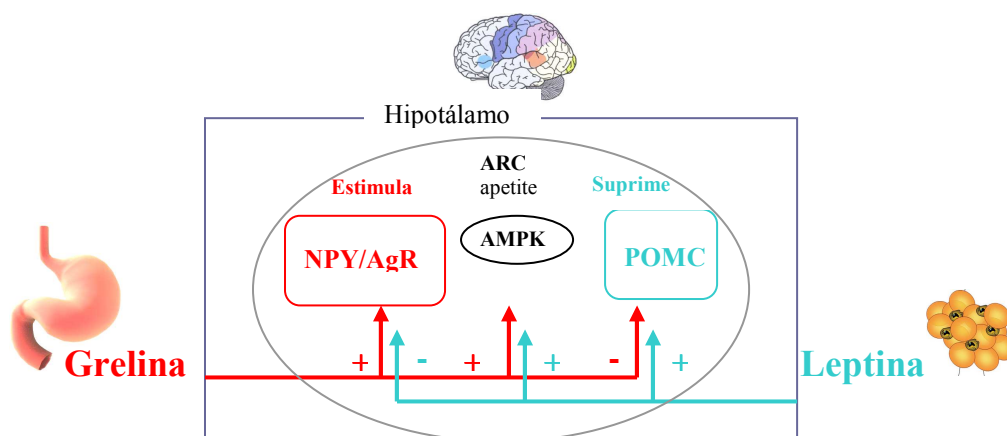 Hipotálamo
ARC
apetite
Estimula
Suprime
NPY/AgR
AMPK
POMC
+ - + + - +
Grelina
Leptina